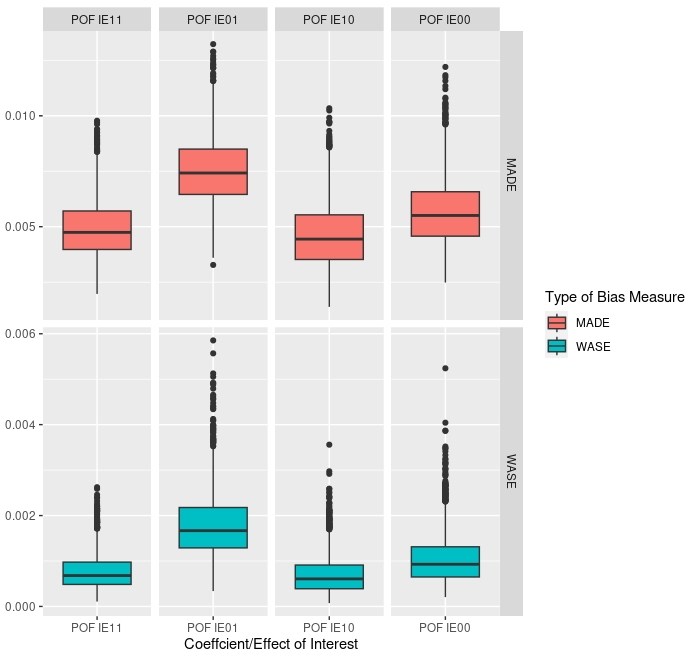 POF IE11 POF IE01 POF IE10 POF IE00
0.010
0.005
MADE
0.006
0.004
0.002
0.000
WASE
POF IE11 POF IE01 POF IE10 POF IE00
Coeffcient/Effect of Interest
Type of Bias Measure
MADE
WASE